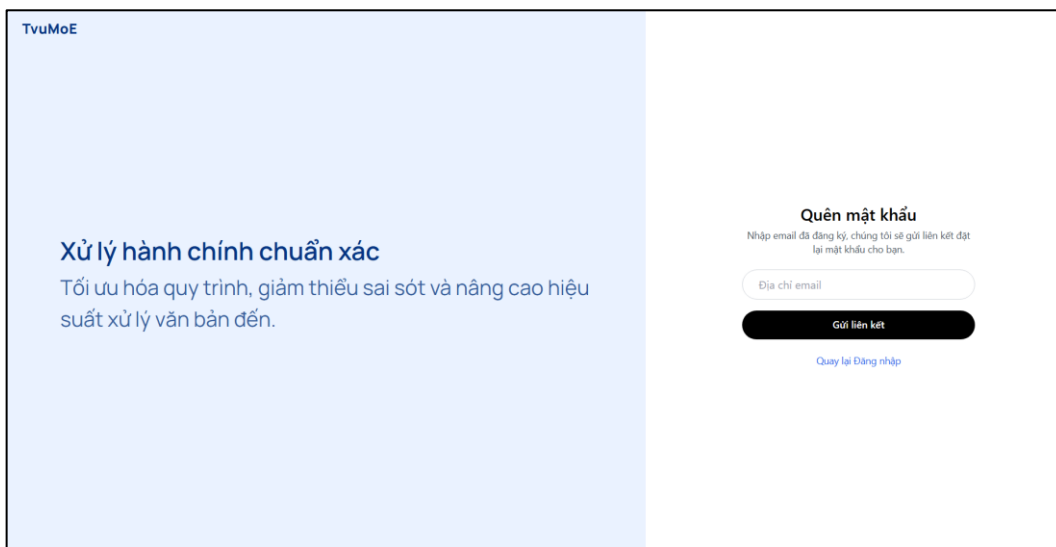 TvuMoE
Xử lý hành chính chuẩn xác
Tối ưu hóa quy trình, giảm thiểu sai sót và nâng cao hiệu
suất xử lý văn bản đến.
Quên mật khẩu
Nhập email đã đăng ký, chúng tôi sẽ gửi liên kết đặt
lại mật khẩu cho bạn.
Địa chỉ email
Gửi liên kết
Quay lại Đăng nhập